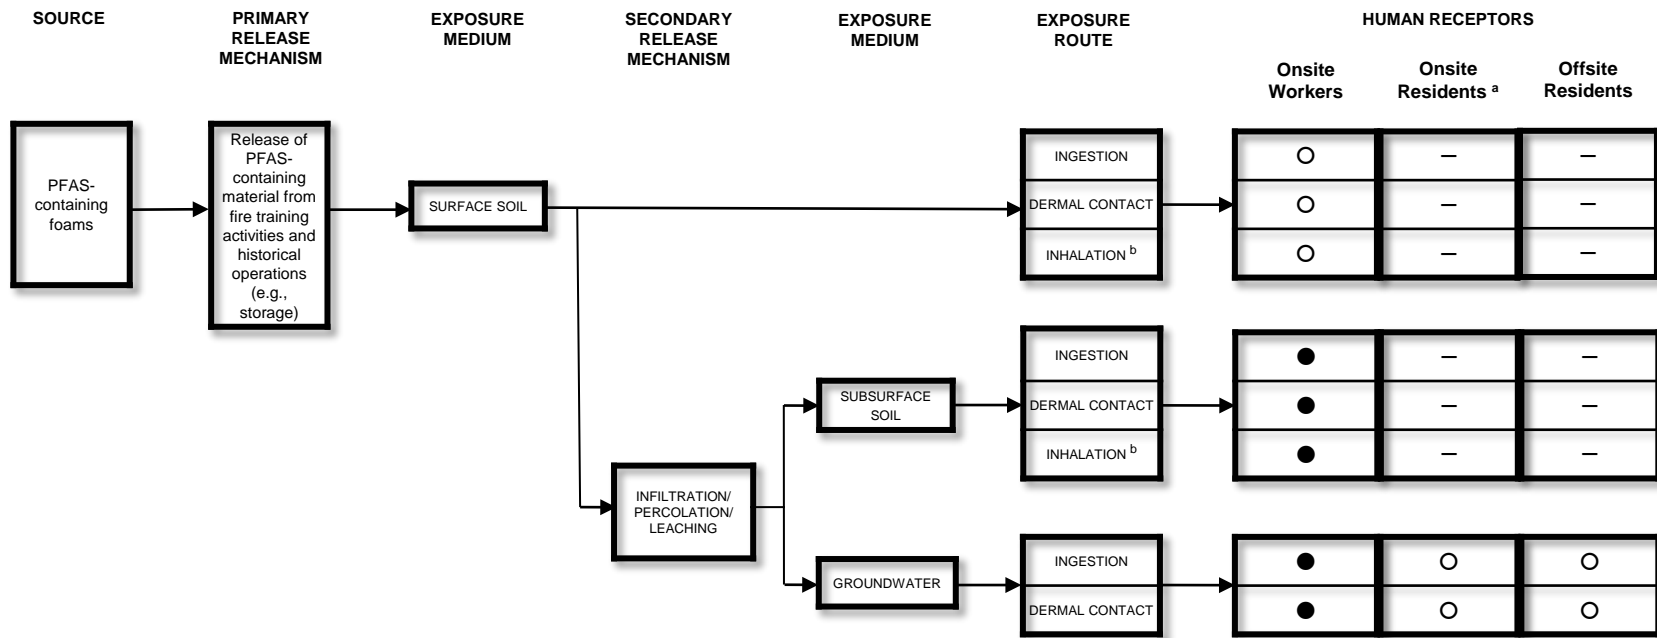 SOURCE
PRIMARY
RELEASE
MECHANISM
EXPOSURE
MEDIUM
SECONDARY
RELEASE
MECHANISM
EXPOSURE
MEDIUM
EXPOSURE
ROUTE
HUMAN RECEPTORS
Onsite
Workers
Onsite
Residents a
Offsite
Residents
PFAS-
containing
foams
Release of
PFAS-
containing
material from
fire training
activities and
historical
operations
(e.g.,
storage)
SURFACE SOIL
INGESTION
– –
DERMAL CONTACT
– –
INHALATION b
– –
INFILTRATION/
PERCOLATION/
LEACHING
SUBSURFACE
SOIL
INGESTION
– –
DERMAL CONTACT
– –
INHALATION b
– –
GROUNDWATER
INGESTION
DERMAL CONTACT